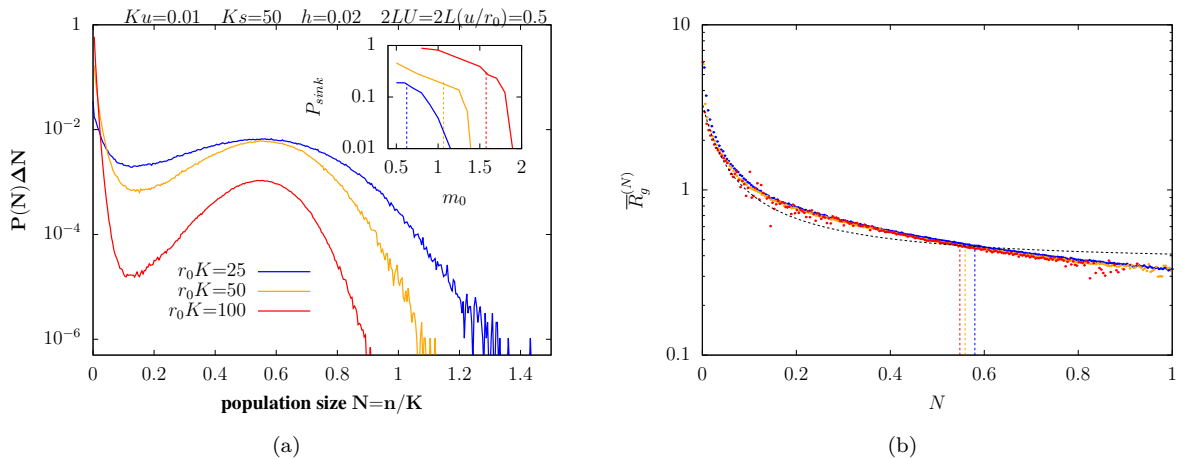 Ku=0.01 Ks=50 h=0.02 2LU=2L(u/r₀)=0.5
P(N)ΔN
1
10⁻²
10⁻⁴
10⁻⁶
0 0.2 0.4 0.6 0.8 1 1.2 1.4
population size N=n/K
r₀K=25
r₀K=50
r₀K=100
P_sink
1
0.1
0.01
0.5 1 1.5 2
m₀
(a)
R̅_g^(N)
10
1
0.1
0 0.2 0.4 0.6 0.8 1
N
(b)